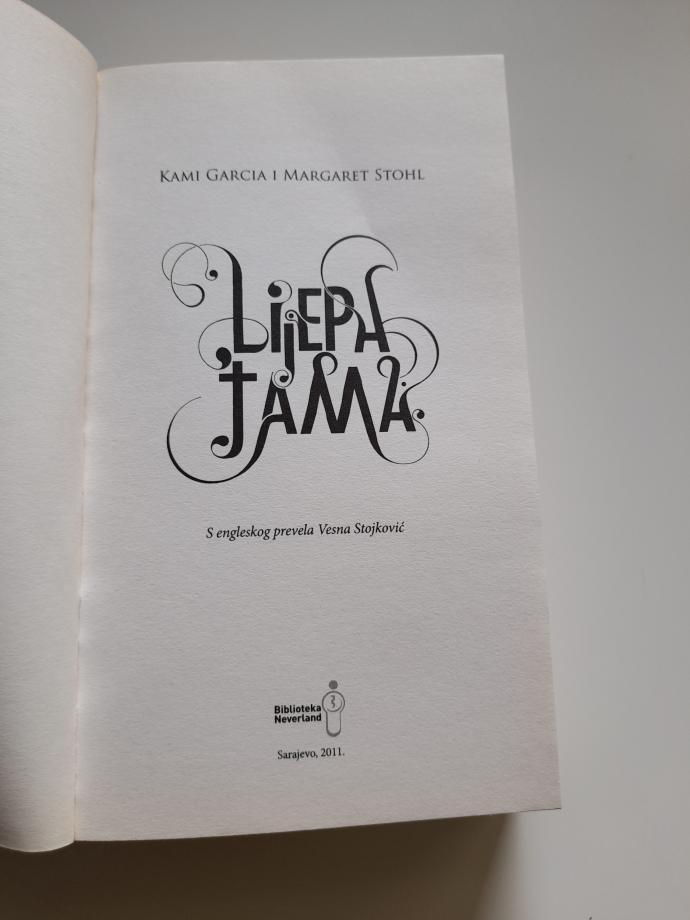 KAMI GARCIA I MARGARET STOHL
LIJEPA
TAMA
S engleskog prevela Vesna Stojković
Biblioteka
Neverland
Sarajevo, 2011.